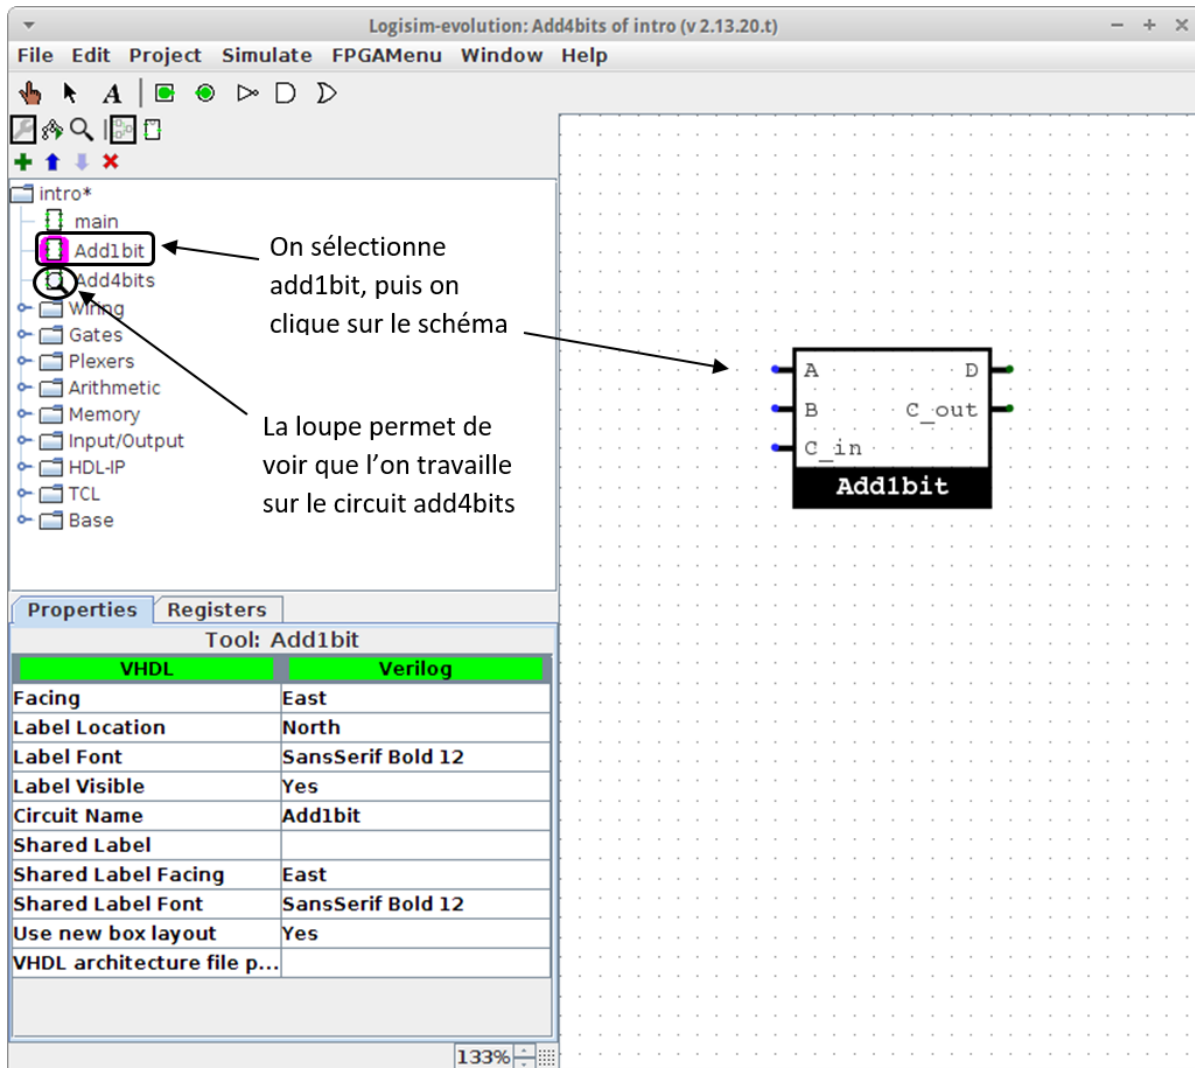 Logisim-evolution: Add4bits of intro (v 2.13.20.t)
File Edit Project Simulate FPGAMenu Window Help
A
intro*
main
Add1bit
Add4bits
Wiring
Gates
Plexers
Arithmetic
Memory
Input/Output
HDL-IP
TCL
Base
On sélectionne
add1bit, puis on
clique sur le schéma
La loupe permet de
voir que l'on travaille
sur le circuit add4bits
A D
B C_out
C_in
Add1bit
Properties Registers
Tool: Add1bit
VHDL Verilog
Facing East
Label Location North
Label Font SansSerif Bold 12
Label Visible Yes
Circuit Name Add1bit
Shared Label
Shared Label Facing East
Shared Label Font SansSerif Bold 12
Use new box layout Yes
VHDL architecture file p...
133%